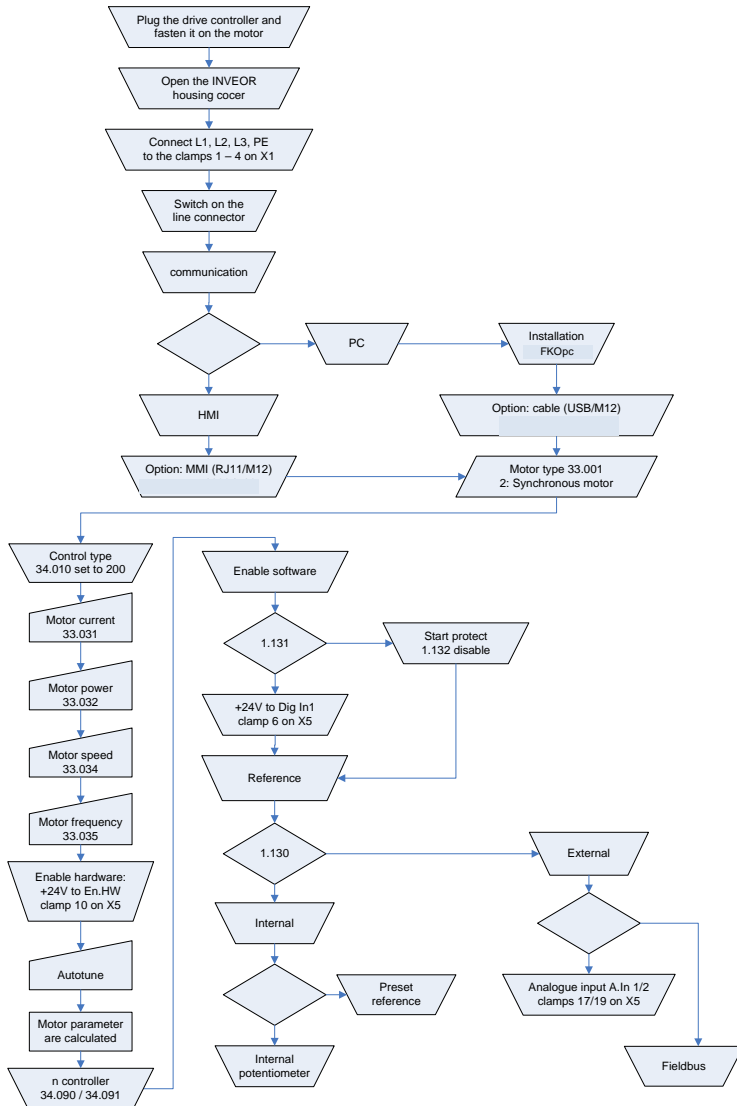 Plug the drive controller and
fasten it on the motor
Open the INVEOR
housing cocer
Connect L1, L2, L3, PE
to the clamps 1 – 4 on X1
Switch on the
line connector
communication
PC
Installation
FKOpc
HMI
Option: cable (USB/M12)
Option: MMI (RJ11/M12)
Motor type 33.001
2: Synchronous motor
Control type
34.010 set to 200
Motor current
33.031
Motor power
33.032
Motor speed
33.034
Motor frequency
33.035
Enable hardware:
+24V to En.HW
clamp 10 on X5
Autotune
Motor parameter
are calculated
n controller
34.090 / 34.091
Enable software
1.131
Start protect
1.132 disable
+24V to Dig In1
clamp 6 on X5
Reference
1.130
External
Internal
Preset
reference
Analogue input A.In 1/2
clamps 17/19 on X5
Internal
potentiometer
Fieldbus